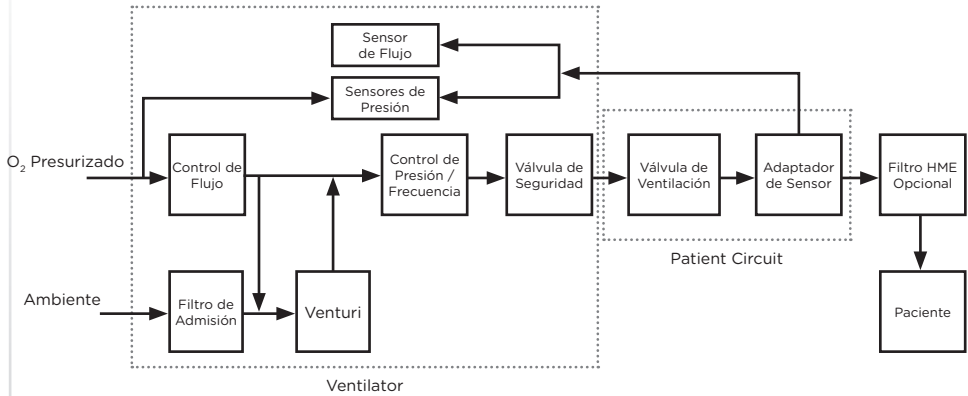 Sensor
de Flujo
Sensores de
Presión
O₂ Presurizado
Control de
Flujo
Control de
Presión /
Frecuencia
Válvula de
Seguridad
Válvula de
Ventilación
Adaptador
de Sensor
Filtro HME
Opcional
Patient Circuit
Ambiente
Filtro de
Admisión
Venturi
Paciente
Ventilator